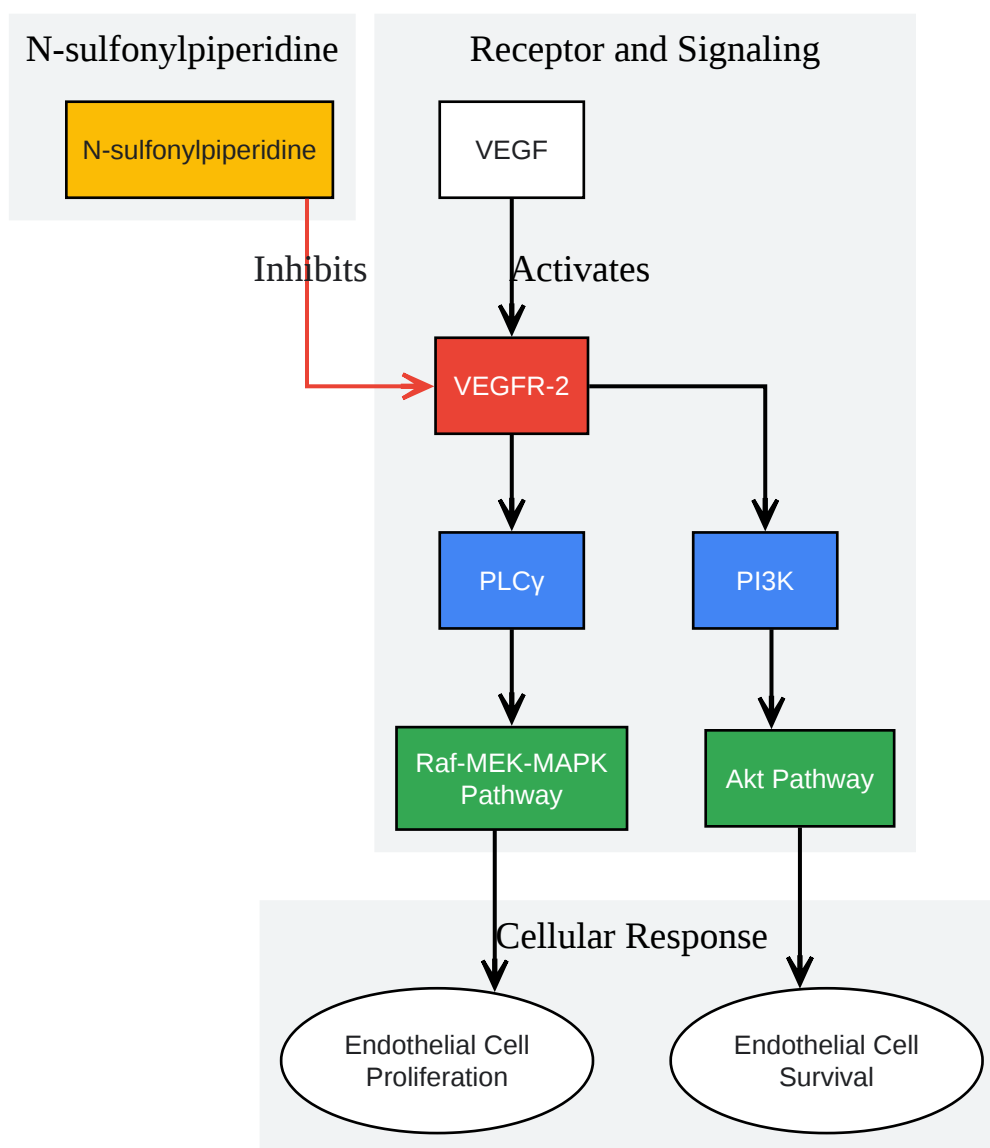 N-sulfonylpiperidine
Receptor and Signaling
N-sulfonylpiperidine
VEGF
Inhibits
Activates
VEGFR-2
PLCγ
PI3K
Raf-MEK-MAPK
Pathway
Akt Pathway
Cellular Response
Endothelial Cell
Proliferation
Endothelial Cell
Survival